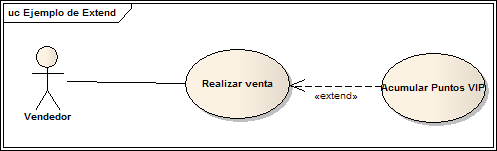 uc Ejemplo de Extend
Realizar venta
Acumular Puntos VIP
«extend»
Vendedor